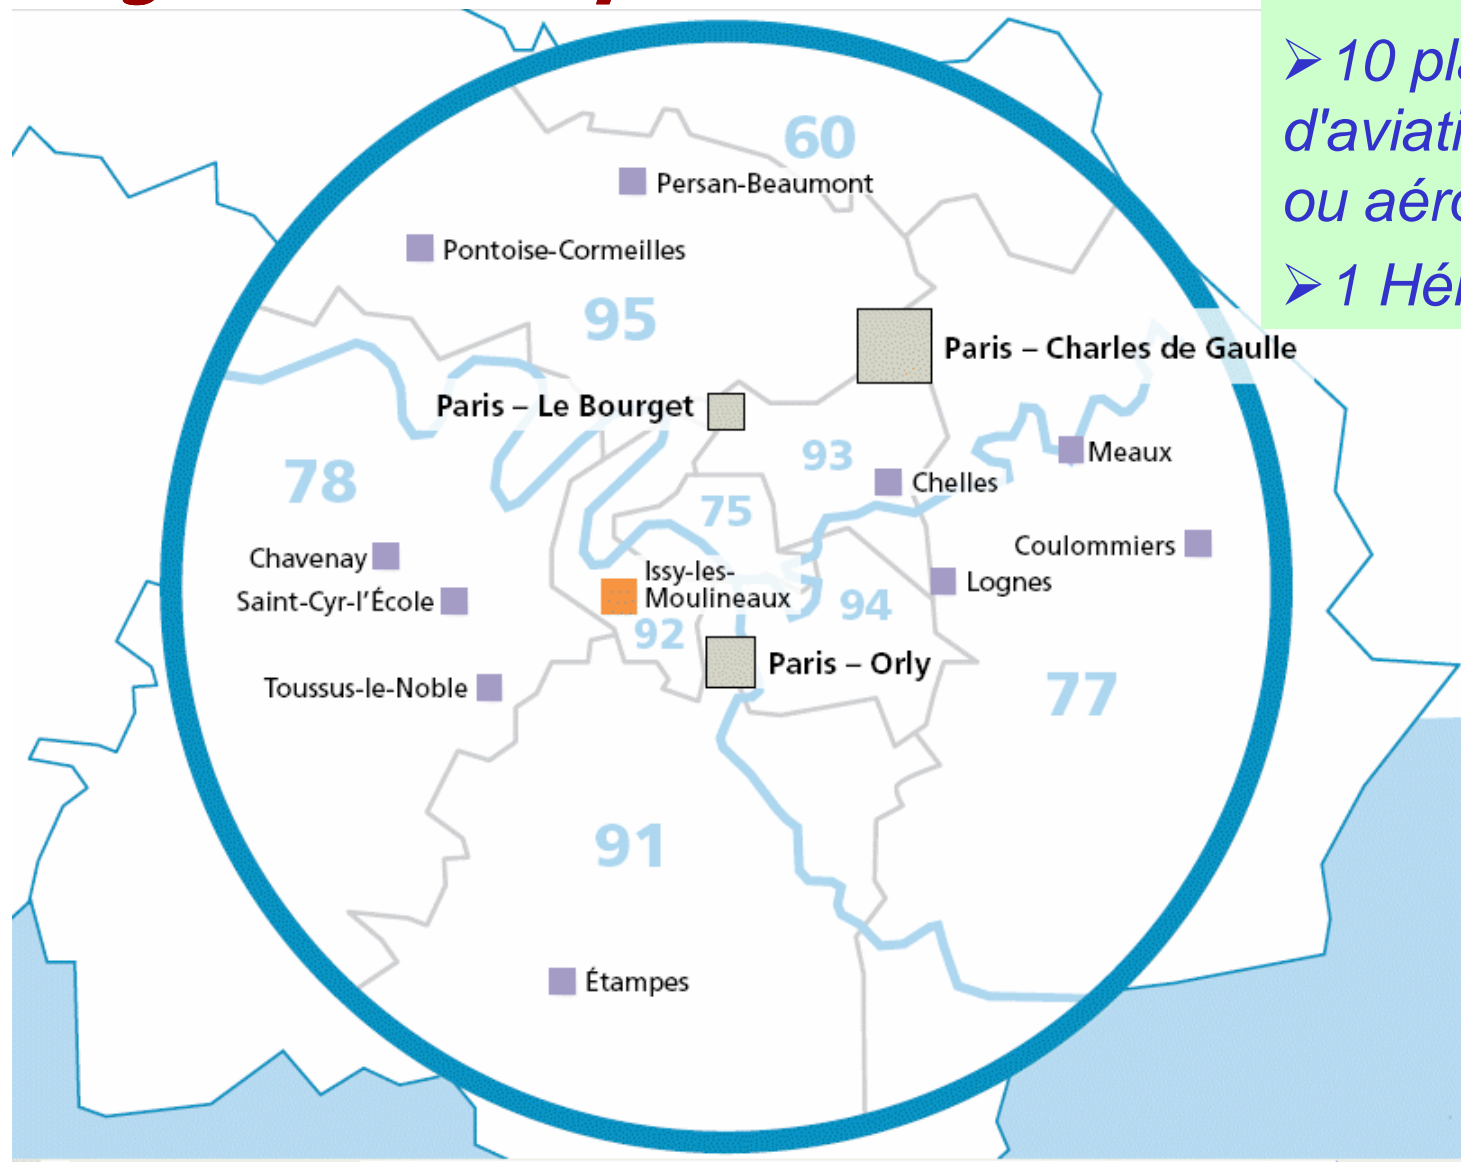 10
d'aviati
ou aéro
1 Hé
60
Persan-Beaumont
Pontoise-Cormeilles
95
Paris – Charles de Gaulle
Paris – Le Bourget
93
Meaux
78
Chelles
75
Coulommiers
Chavenay
Issy-les-
Moulineaux
Lognes
Saint-Cyr-l'École
94
92
Paris – Orly
Toussus-le-Noble
77
91
Étampes